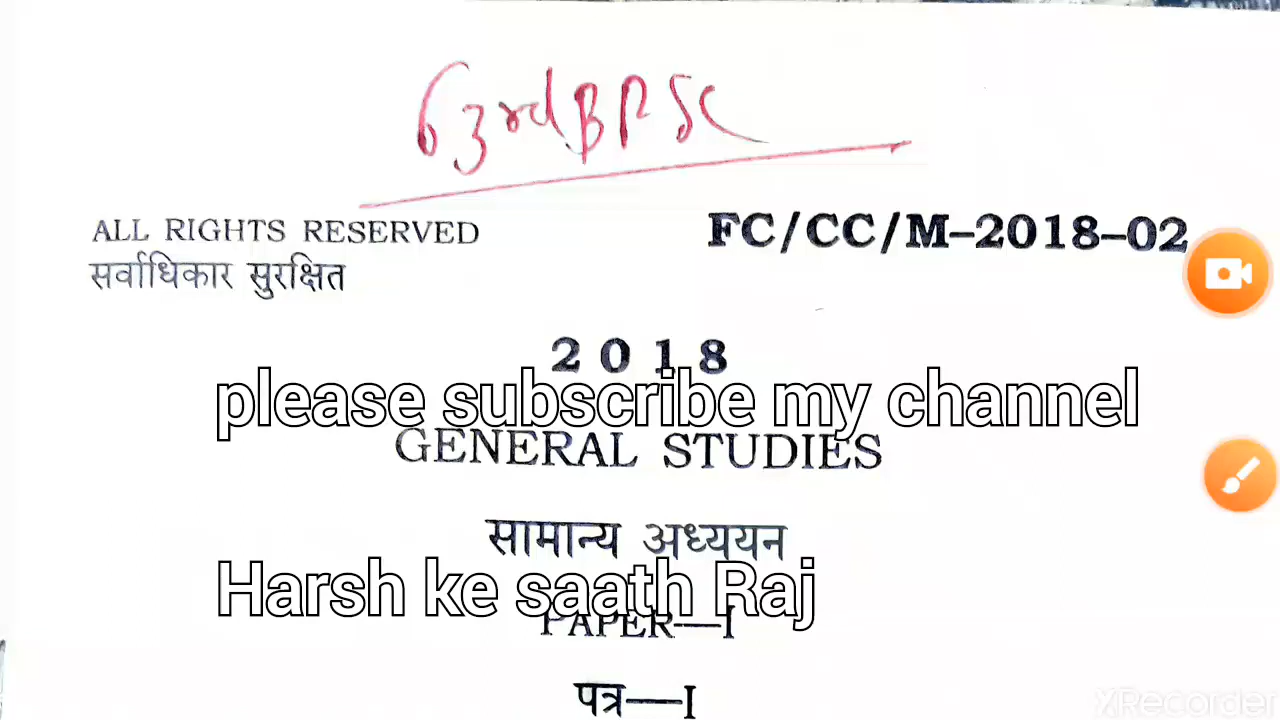 63rd BPSC
ALL RIGHTS RESERVED
सर्वाधिकार सुरक्षित
FC/CC/M–2018–02
2018
please subscribe my channel
GENERAL STUDIES
सामान्य अध्ययन
Harsh ke saath Raj
PAPER—I
पत्र—I
XRecorder